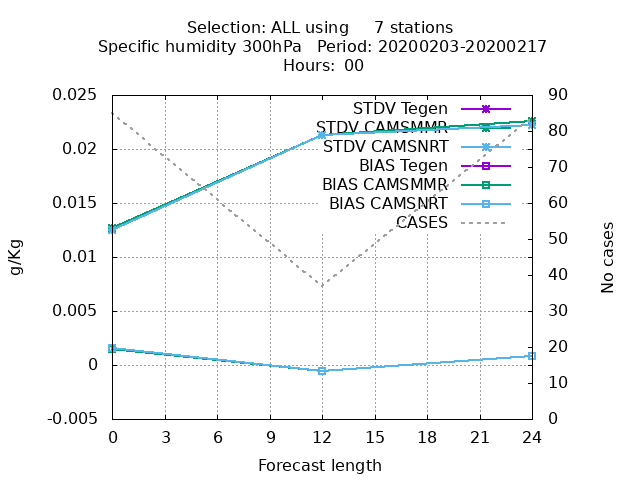 Selection: ALL using 7 stations
Specific humidity 300hPa Period: 20200203-20200217
Hours: 00
0.025
0.02
0.015
0.01
0.005
0
-0.005
g/Kg
STDV Tegen
STDV CAMSMMR
STDV CAMSNRT
BIAS Tegen
BIAS CAMSMMR
BIAS CAMSNRT
CASES
90
80
70
60
50
40
30
20
10
0
No cases
0 3 6 9 12 15 18 21 24
Forecast length